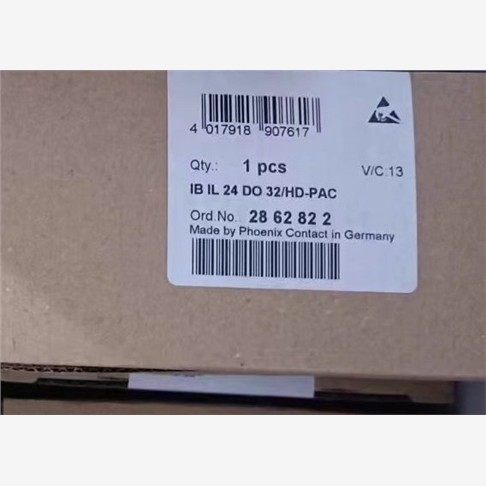 4 017918 907617
Qty.: 1 pcs V/C.13
IB IL 24 DO 32/HD-PAC
Ord.No. 28 62 82 2
Made by Phoenix Contact in Germany